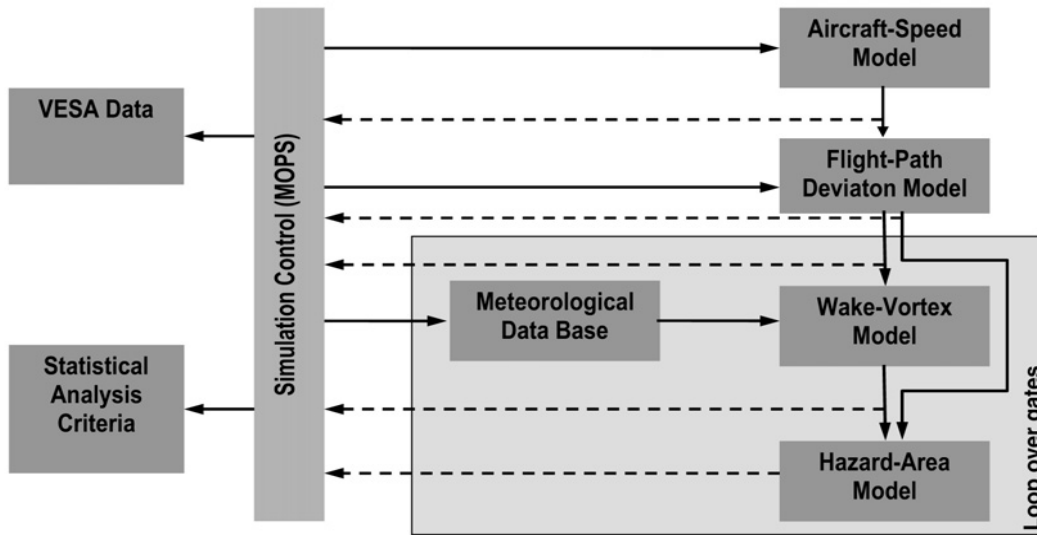 Aircraft-Speed
Model
VESA Data
Simulation Control (MOPS)
Flight-Path
Deviaton Model
Meteorological
Data Base
Wake-Vortex
Model
Statistical
Analysis
Criteria
Hazard-Area
Model
Loop over gates